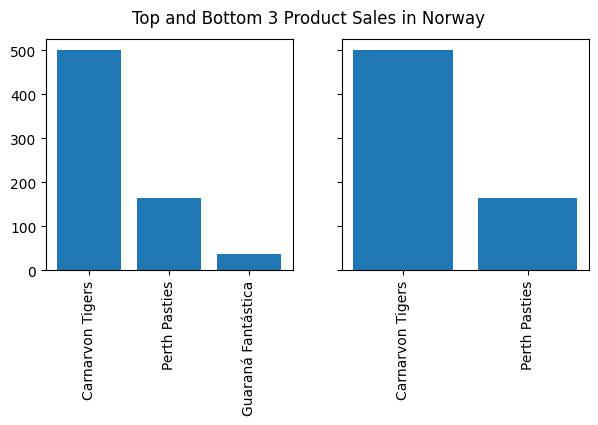 Top and Bottom 3 Product Sales in Norway
500
400
300
200
100
0
Carnarvon Tigers
Perth Pasties
Guaraná Fantástica
Carnarvon Tigers
Perth Pasties